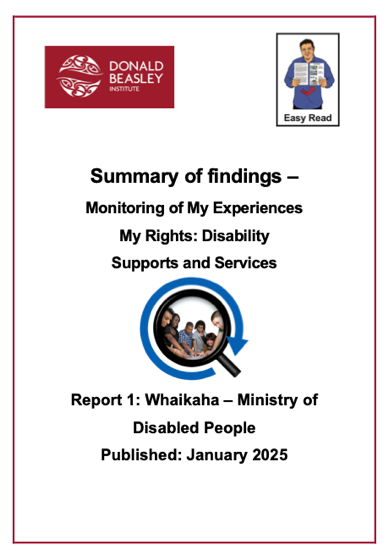 DONALD
BEASLEY
INSTITUTE
Easy Read
Summary of findings –
Monitoring of My Experiences
My Rights: Disability
Supports and Services
Report 1: Whaikaha – Ministry of
Disabled People
Published: January 2025